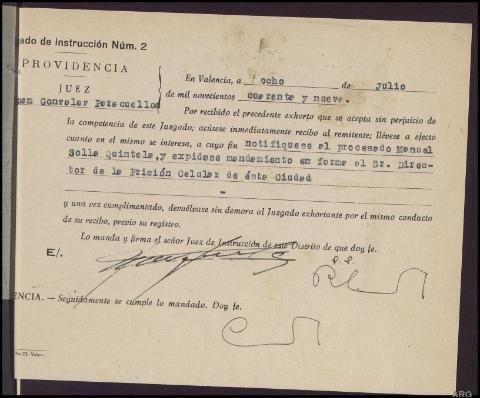 gado de Instrucción Núm. 2
PROVIDENCIA
JUEZ
Gonzalez Perscuellos
En Valencia, a ocho de julio
de mil novecientos cuarenta y nueve.
Por recibido el precedente exhorto que se acepta sin perjuicio de
la competencia de este Juzgado; acúsese inmediatamente recibo al remitente; llévese a efecto
cuanto en el mismo se interesa, a cuyo fin notifiquese al procesado Manuel
Solla Quintela, y expidase mandamiento en forma al Sr. Direc-
tor de la Prisión Celular de ésta Ciudad
-
y una vez cumplimentado, devuélvase sin demora al Juzgado exhortante por el mismo conducto
de su recibo, previo su registro.
Lo manda y firma el señor Juez de Instrucción de este Distrito de que doy fe.
E/.
ENCIA. — Seguidamente se cumple lo mandado. Doy fe.
ARG